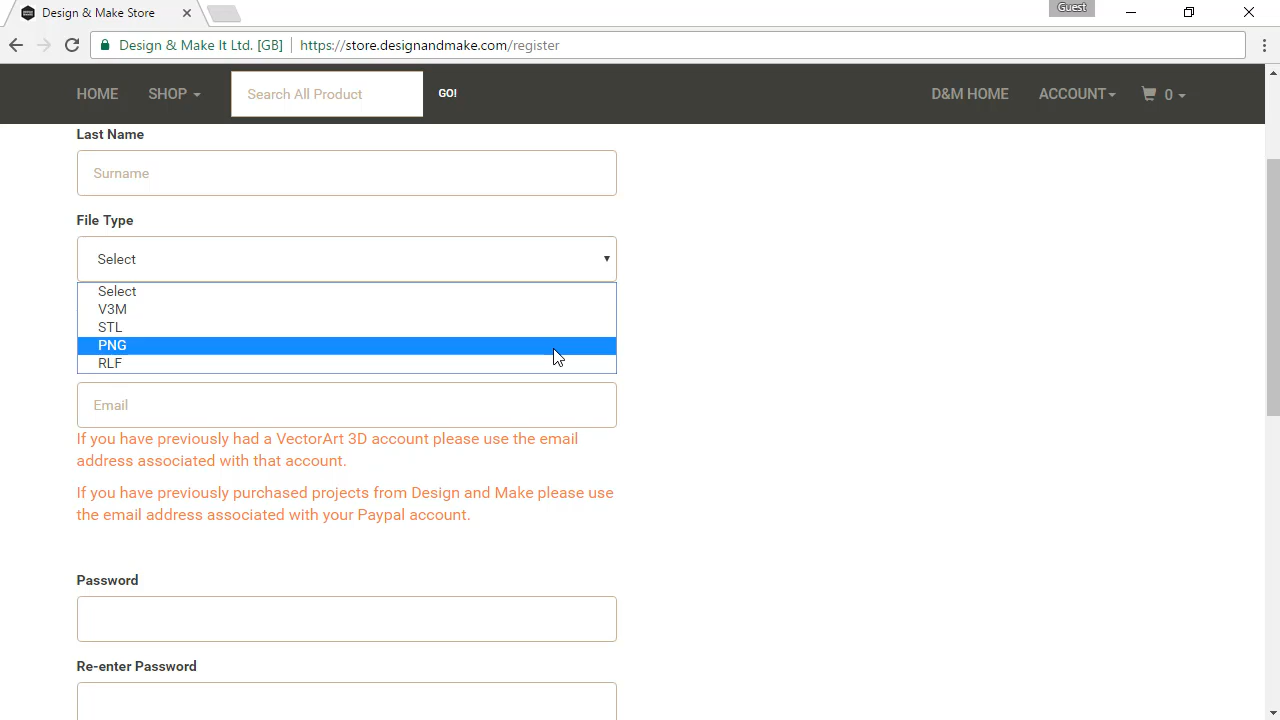 Design & Make Store
Guest
Design & Make It Ltd. [GB] https://store.designandmake.com/register
HOME SHOP Search All Product GO! D&M HOME ACCOUNT 0
Last Name
Surname
File Type
Select
Select
V3M
STL
PNG
RLF
Email
If you have previously had a VectorArt 3D account please use the email
address associated with that account.
If you have previously purchased projects from Design and Make please use
the email address associated with your Paypal account.
Password
Re-enter Password